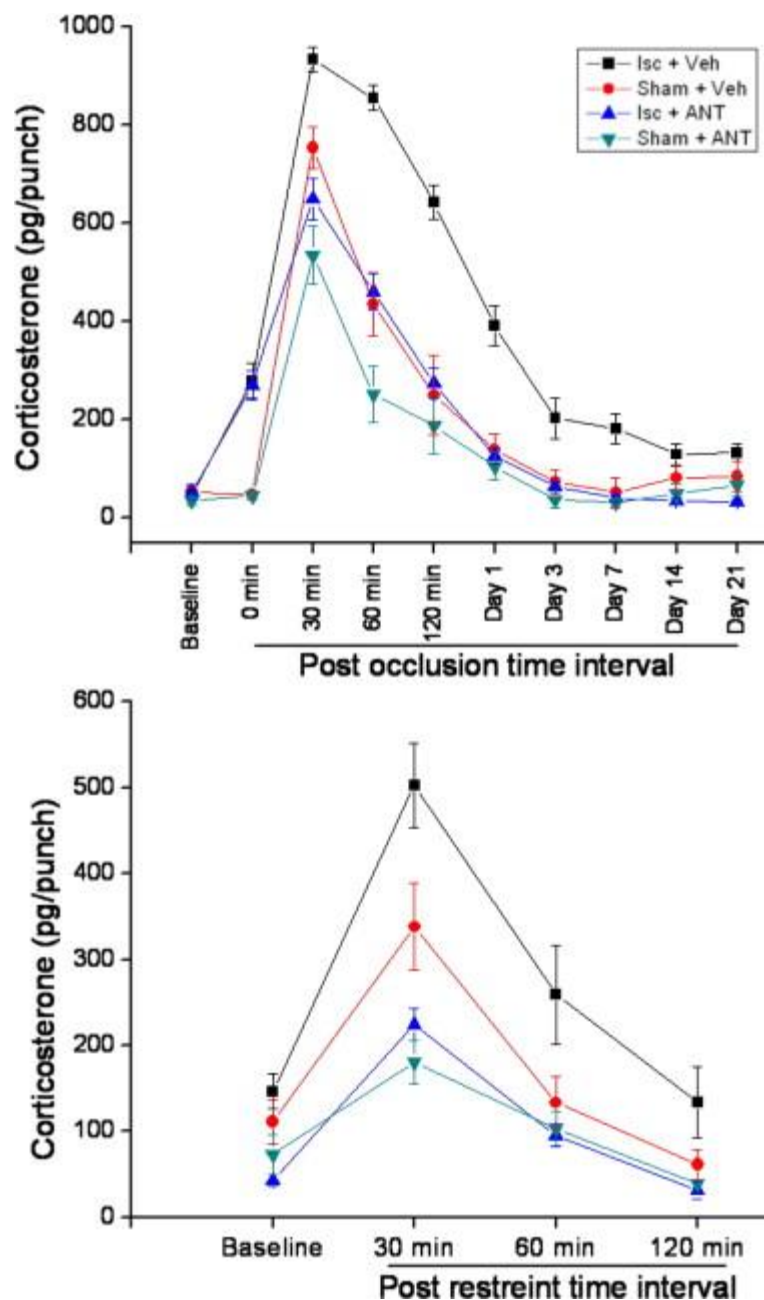 1000
800
600
400
200
0
Corticosterone (pg/punch)
Isc + Veh
Sham + Veh
Isc + ANT
Sham + ANT
Baseline
0 min
30 min
60 min
120 min
Day 1
Day 3
Day 7
Day 14
Day 21
Post occlusion time interval
600
500
400
300
200
100
0
Corticosterone (pg/punch)
Baseline
30 min
60 min
120 min
Post restreint time interval